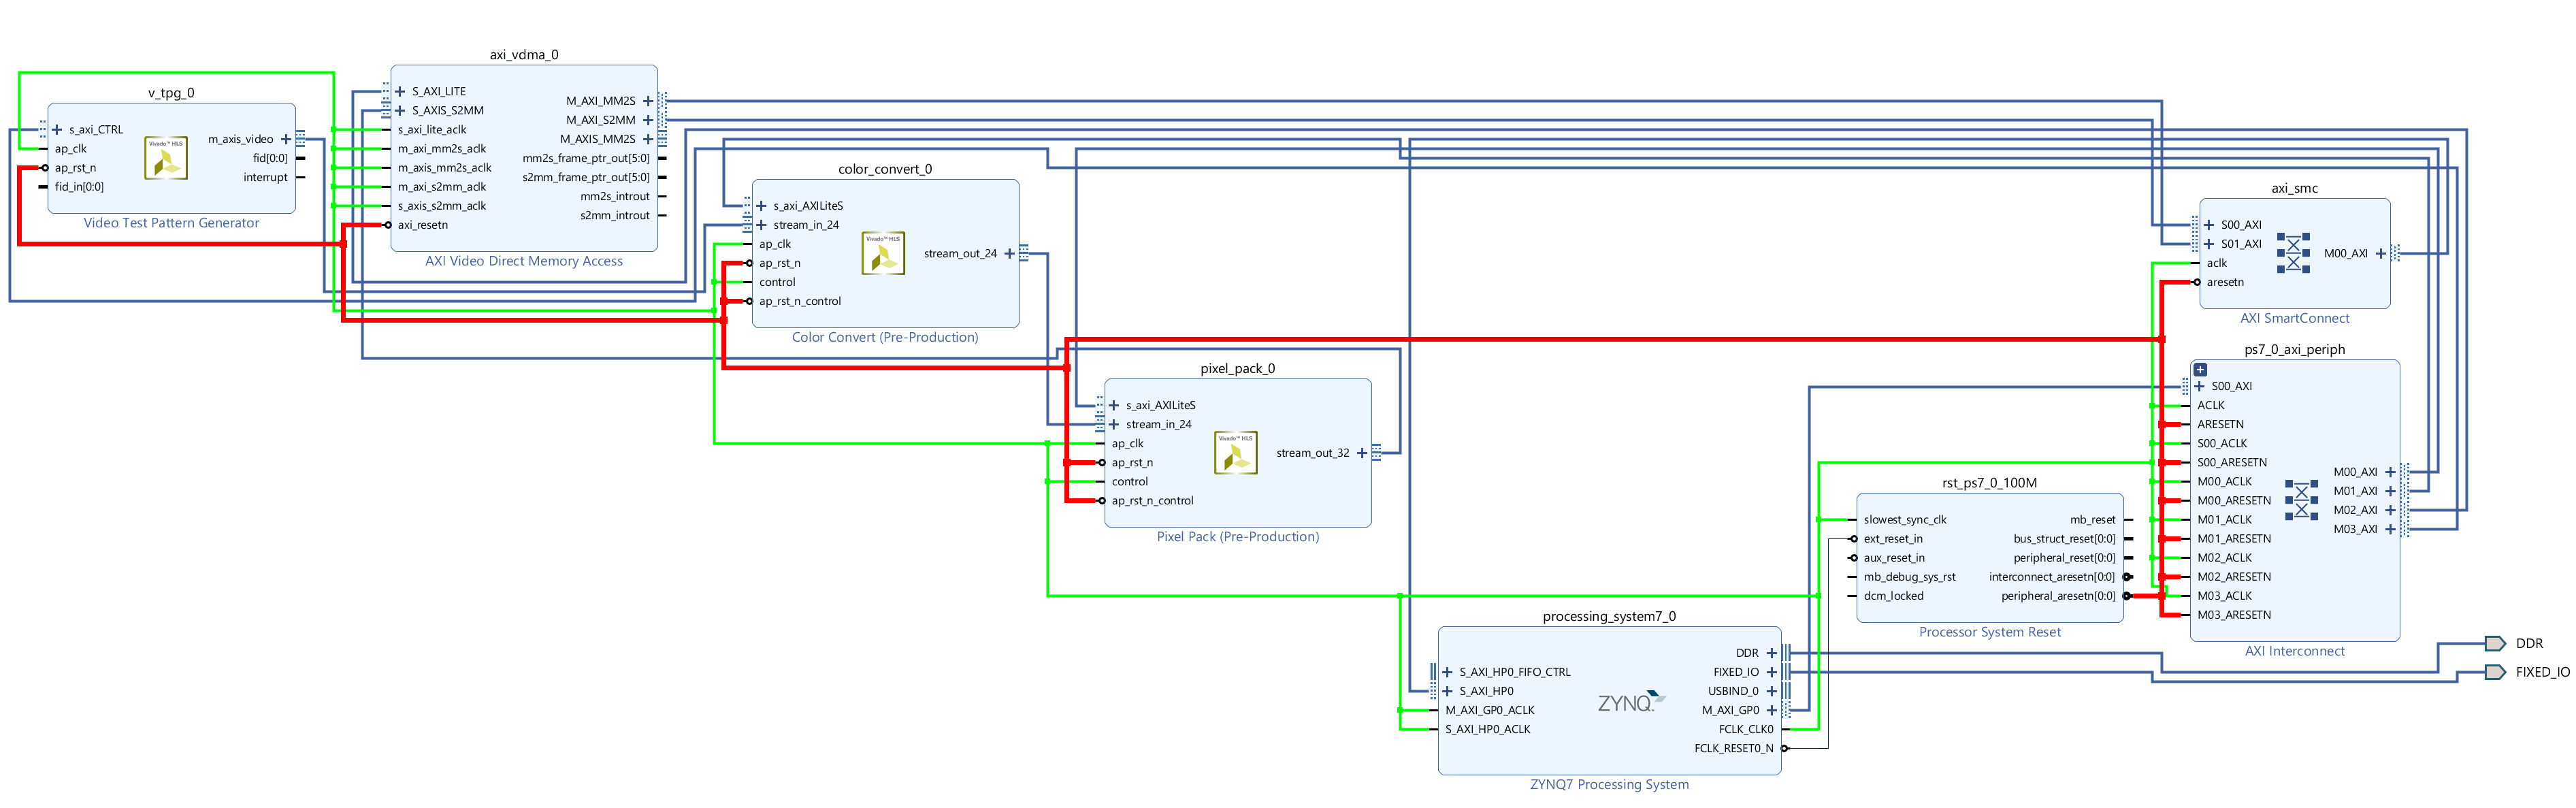 v_tpg_0
s_axi_CTRL
ap_clk
ap_rst_n
fid_in[0:0]
Vivado™ HLS
m_axis_video
fid[0:0]
interrupt
Video Test Pattern Generator
axi_vdma_0
S_AXI_LITE
S_AXIS_S2MM
s_axi_lite_aclk
m_axi_mm2s_aclk
m_axis_mm2s_aclk
m_axi_s2mm_aclk
s_axis_s2mm_aclk
axi_resetn
M_AXI_MM2S
M_AXI_S2MM
M_AXIS_MM2S
mm2s_frame_ptr_out[5:0]
s2mm_frame_ptr_out[5:0]
mm2s_introut
s2mm_introut
AXI Video Direct Memory Access
color_convert_0
s_axi_AXILiteS
stream_in_24
ap_clk
ap_rst_n
control
ap_rst_n_control
Vivado™ HLS
stream_out_24
Color Convert (Pre-Production)
pixel_pack_0
s_axi_AXILiteS
stream_in_24
ap_clk
ap_rst_n
control
ap_rst_n_control
Vivado™ HLS
stream_out_32
Pixel Pack (Pre-Production)
processing_system7_0
S_AXI_HP0_FIFO_CTRL
S_AXI_HP0
M_AXI_GP0_ACLK
S_AXI_HP0_ACLK
ZYNQ
DDR
FIXED_IO
USBIND_0
M_AXI_GP0
FCLK_CLK0
FCLK_RESET0_N
ZYNQ7 Processing System
rst_ps7_0_100M
slowest_sync_clk
ext_reset_in
aux_reset_in
mb_debug_sys_rst
dcm_locked
mb_reset
bus_struct_reset[0:0]
peripheral_reset[0:0]
interconnect_aresetn[0:0]
peripheral_aresetn[0:0]
Processor System Reset
axi_smc
S00_AXI
S01_AXI
aclk
aresetn
M00_AXI
AXI SmartConnect
ps7_0_axi_periph
S00_AXI
ACLK
ARESETN
S00_ACLK
S00_ARESETN
M00_ACLK
M00_ARESETN
M01_ACLK
M01_ARESETN
M02_ACLK
M02_ARESETN
M03_ACLK
M03_ARESETN
M00_AXI
M01_AXI
M02_AXI
M03_AXI
AXI Interconnect
DDR
FIXED_IO